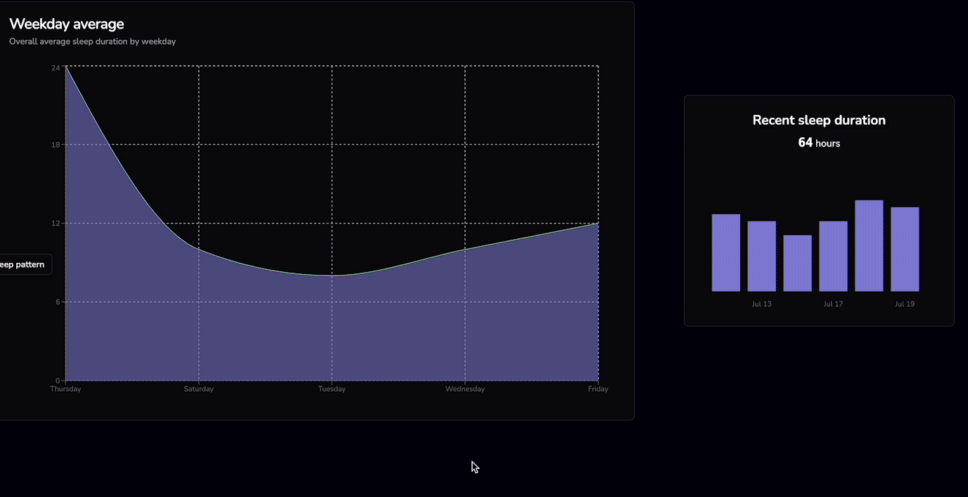 Weekday average
Overall average sleep duration by weekday
24
18
12
6
0
Thursday Saturday Tuesday Wednesday Friday
eep pattern
Recent sleep duration
64 hours
Jul 13 Jul 17 Jul 19